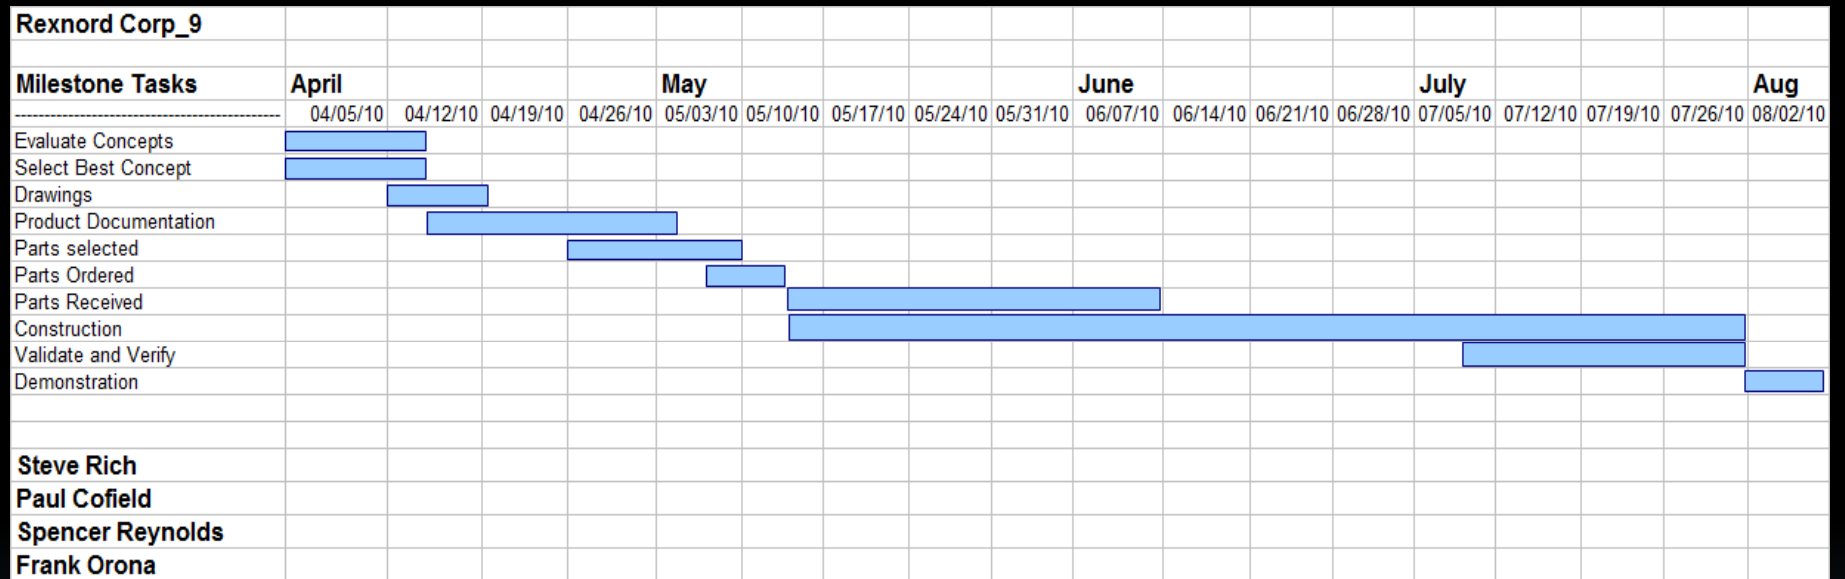 Rexnord Corp_9
Milestone Tasks April May June July Aug
---------------------------------------------- 04/05/10 04/12/10 04/19/10 04/26/10 05/03/10 05/10/10 05/17/10 05/24/10 05/31/10 06/07/10 06/14/10 06/21/10 06/28/10 07/05/10 07/12/10 07/19/10 07/26/10 08/02/10
Evaluate Concepts
Select Best Concept
Drawings
Product Documentation
Parts selected
Parts Ordered
Parts Received
Construction
Validate and Verify
Demonstration
Steve Rich
Paul Cofield
Spencer Reynolds
Frank Orona